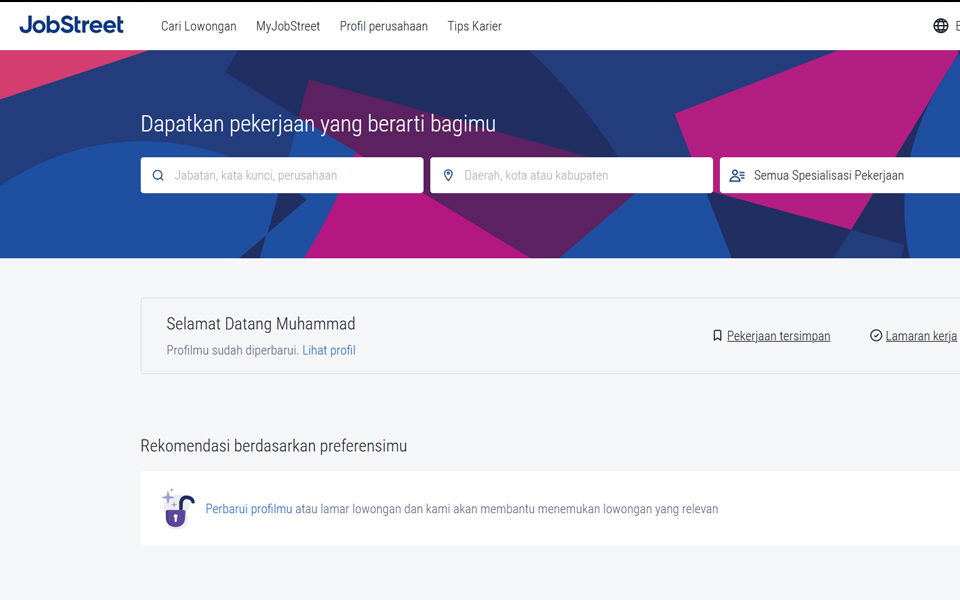 JobStreet Cari Lowongan MyJobStreet Profil perusahaan Tips Karier
Dapatkan pekerjaan yang berarti bagimu
Jabatan, kata kunci, perusahaan Daerah, kota atau kabupaten Semua Spesialisasi Pekerjaan
Selamat Datang Muhammad
Profilmu sudah diperbarui. Lihat profil
Pekerjaan tersimpan Lamaran kerja
Rekomendasi berdasarkan preferensimu
Perbarui profilmu atau lamar lowongan dan kami akan membantu menemukan lowongan yang relevan